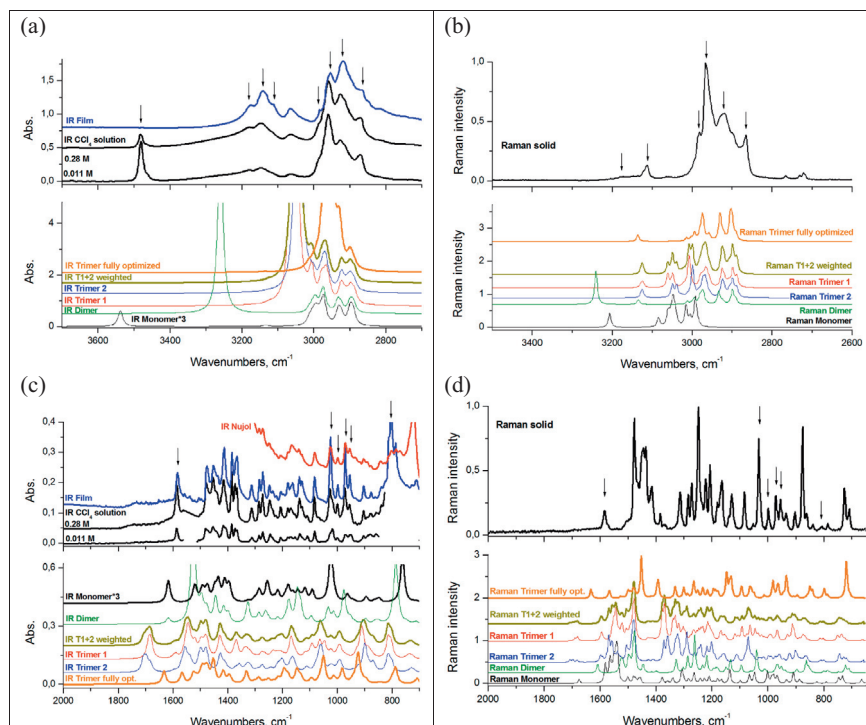 (a)
1,5
1,0
0,5
0,0
Abs.
IR Film
IR CCl4 solution
0.28 M
0.011 M
4
2
0
Abs.
IR Trimer fully optimized
IR T1+2 weighted
IR Trimer 2
IR Trimer 1
IR Dimer
IR Monomer*3
3600
3400
3200
3000
2800
Wavenumbers, cm-1
(b)
1,0
0,5
0,0
Raman intensity
Raman solid
3
2
1
0
Raman intensity
Raman Trimer fully optimized
Raman T1+2 weighted
Raman Trimer 1
Raman Trimer 2
Raman Dimer
Raman Monomer
3400
3200
3000
2800
2600
Wavenumbers, cm-1
(c)
0,4
0,3
0,2
0,1
0,0
Abs.
IR Nujol
IR Film
IR CCl4 solution
0.28 M
0.011 M
0,6
0,3
0,0
Abs.
IR Monomer*3
IR Dimer
IR T1+2 weighted
IR Trimer 1
IR Trimer 2
IR Trimer fully opt.
2000
1800
1600
1400
1200
1000
800
Wavenumbers, cm-1
(d)
1,0
0,5
0,0
Raman intensity
Raman solid
3
2
1
0
Raman intensity
Raman Trimer fully opt.
Raman T1+2 weighted
Raman Trimer 1
Raman Trimer 2
Raman Dimer
Raman Monomer
2000
1800
1600
1400
1200
1000
800
Wavenumbers, cm-1